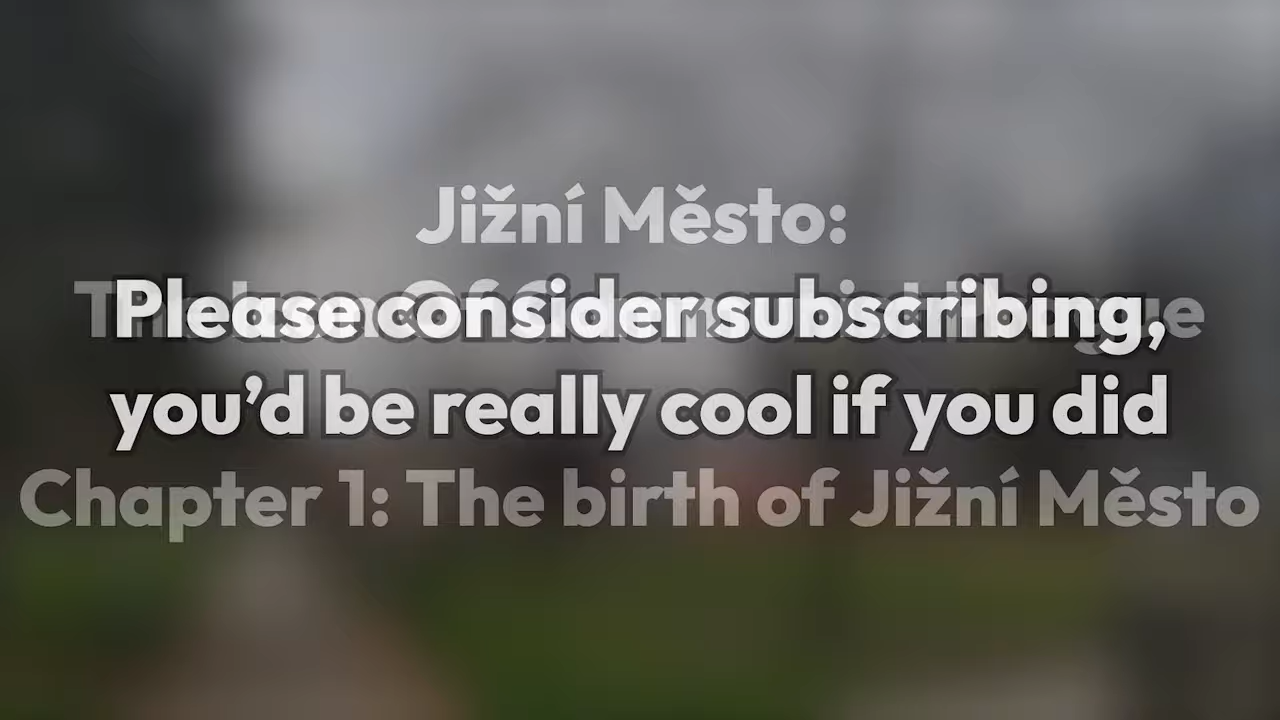 Jižní Město:
Please consider subscribing,
you’d be really cool if you did
Chapter 1: The birth of Jižní Město